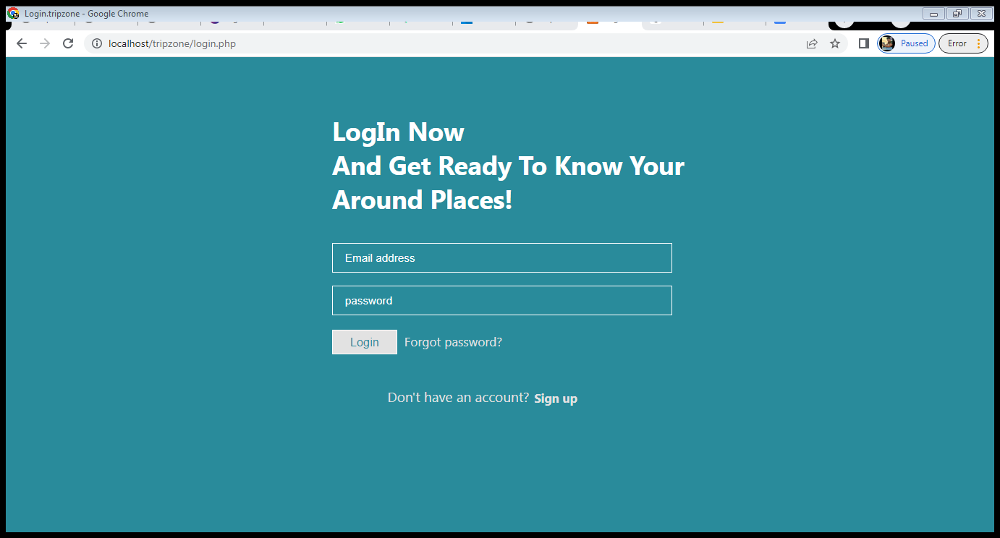 Login.tripzone - Google Chrome
localhost/tripzone/login.php
Paused
Error
LogIn Now
And Get Ready To Know Your
Around Places!
Email address
password
Login Forgot password?
Don't have an account? Sign up